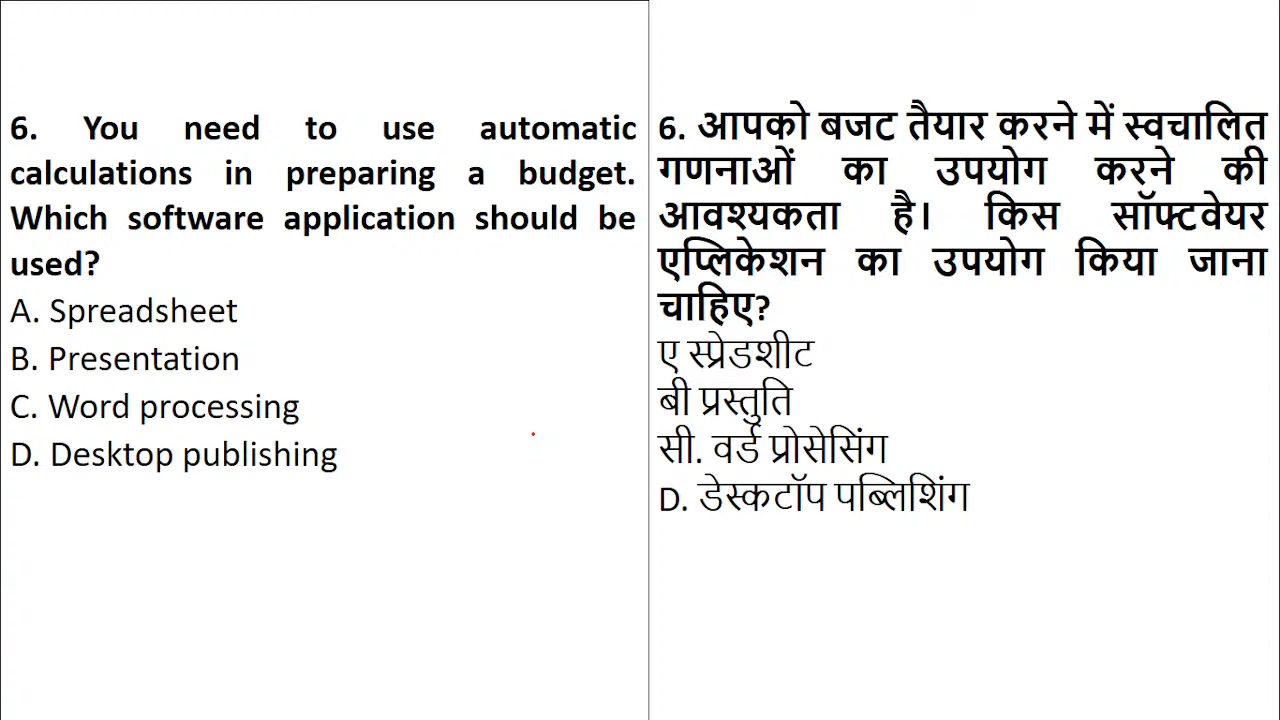 6. You need to use automatic
calculations in preparing a budget.
Which software application should be
used?
A. Spreadsheet
B. Presentation
C. Word processing
D. Desktop publishing
6. आपको बजट तैयार करने में स्वचालित
गणनाओं का उपयोग करने की
आवश्यकता है। किस सॉफ्टवेयर
एप्लिकेशन का उपयोग किया जाना
चाहिए?
ए स्प्रेडशीट
बी प्रस्तुति
सी. वर्ड प्रोसेसिंग
D. डेस्कटॉप पब्लिशिंग